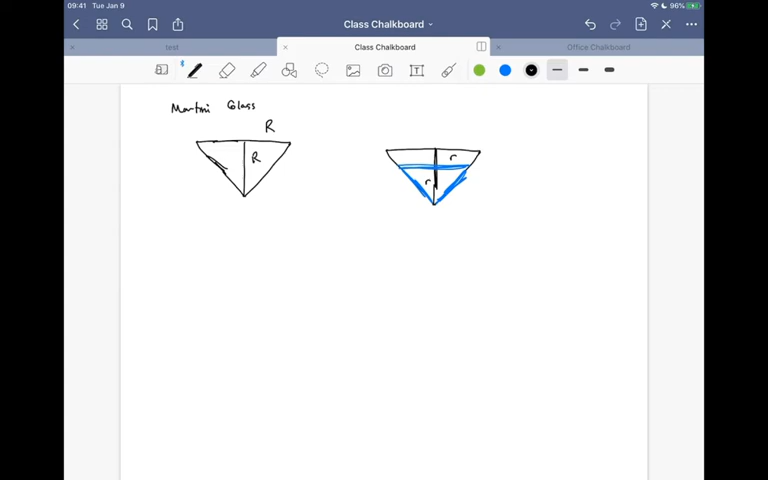 09:41 Tue Jan 9
96%
Class Chalkboard
test
Class Chalkboard
Office Chalkboard
T
Martini Glass
R
R
r
r